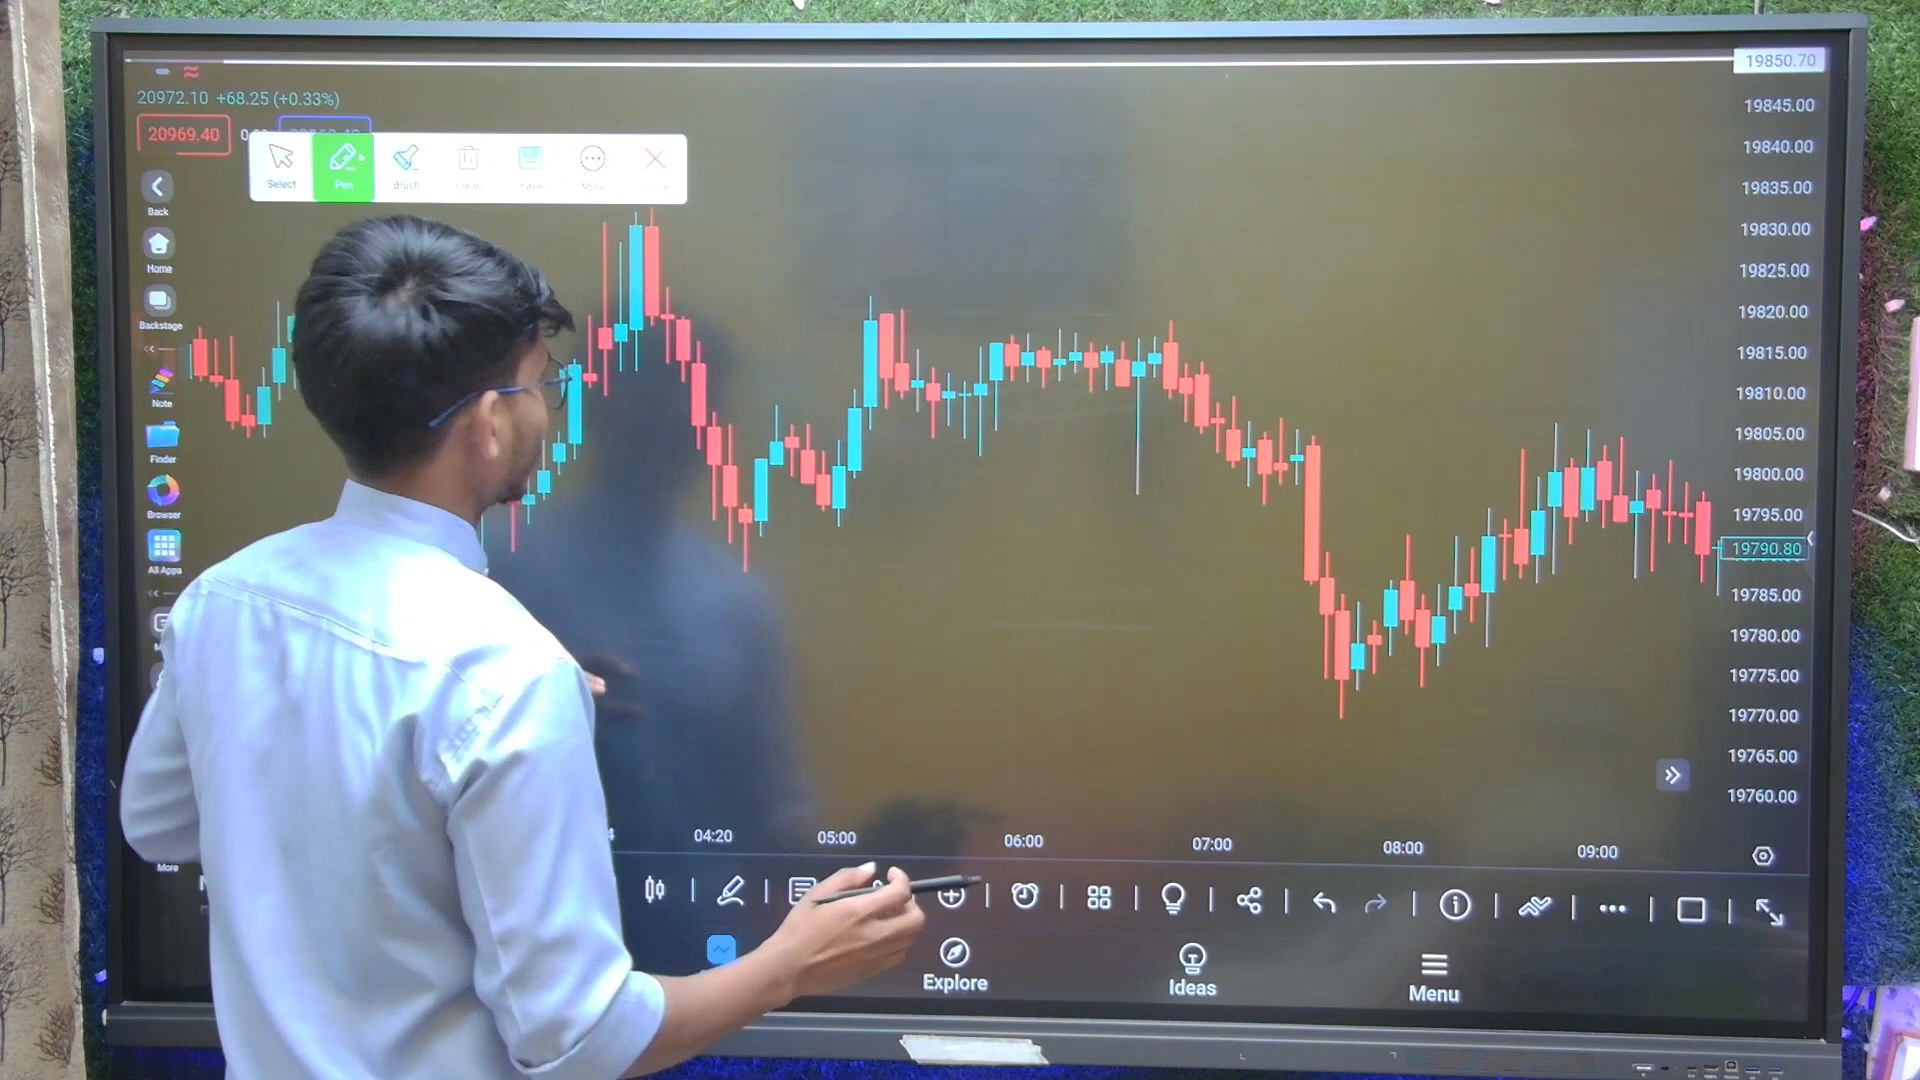 19850.70
20972.10 +68.25 (+0.33%)
20969.40
Select
Pen
Brush
Back
Home
Backstage
Note
Finder
Browser
All Apps
More
19845.00
19840.00
19835.00
19830.00
19825.00
19820.00
19815.00
19810.00
19805.00
19800.00
19795.00
19790.80
19785.00
19780.00
19775.00
19770.00
19765.00
19760.00
04:20 05:00 06:00 07:00 08:00 09:00
Explore Ideas Menu